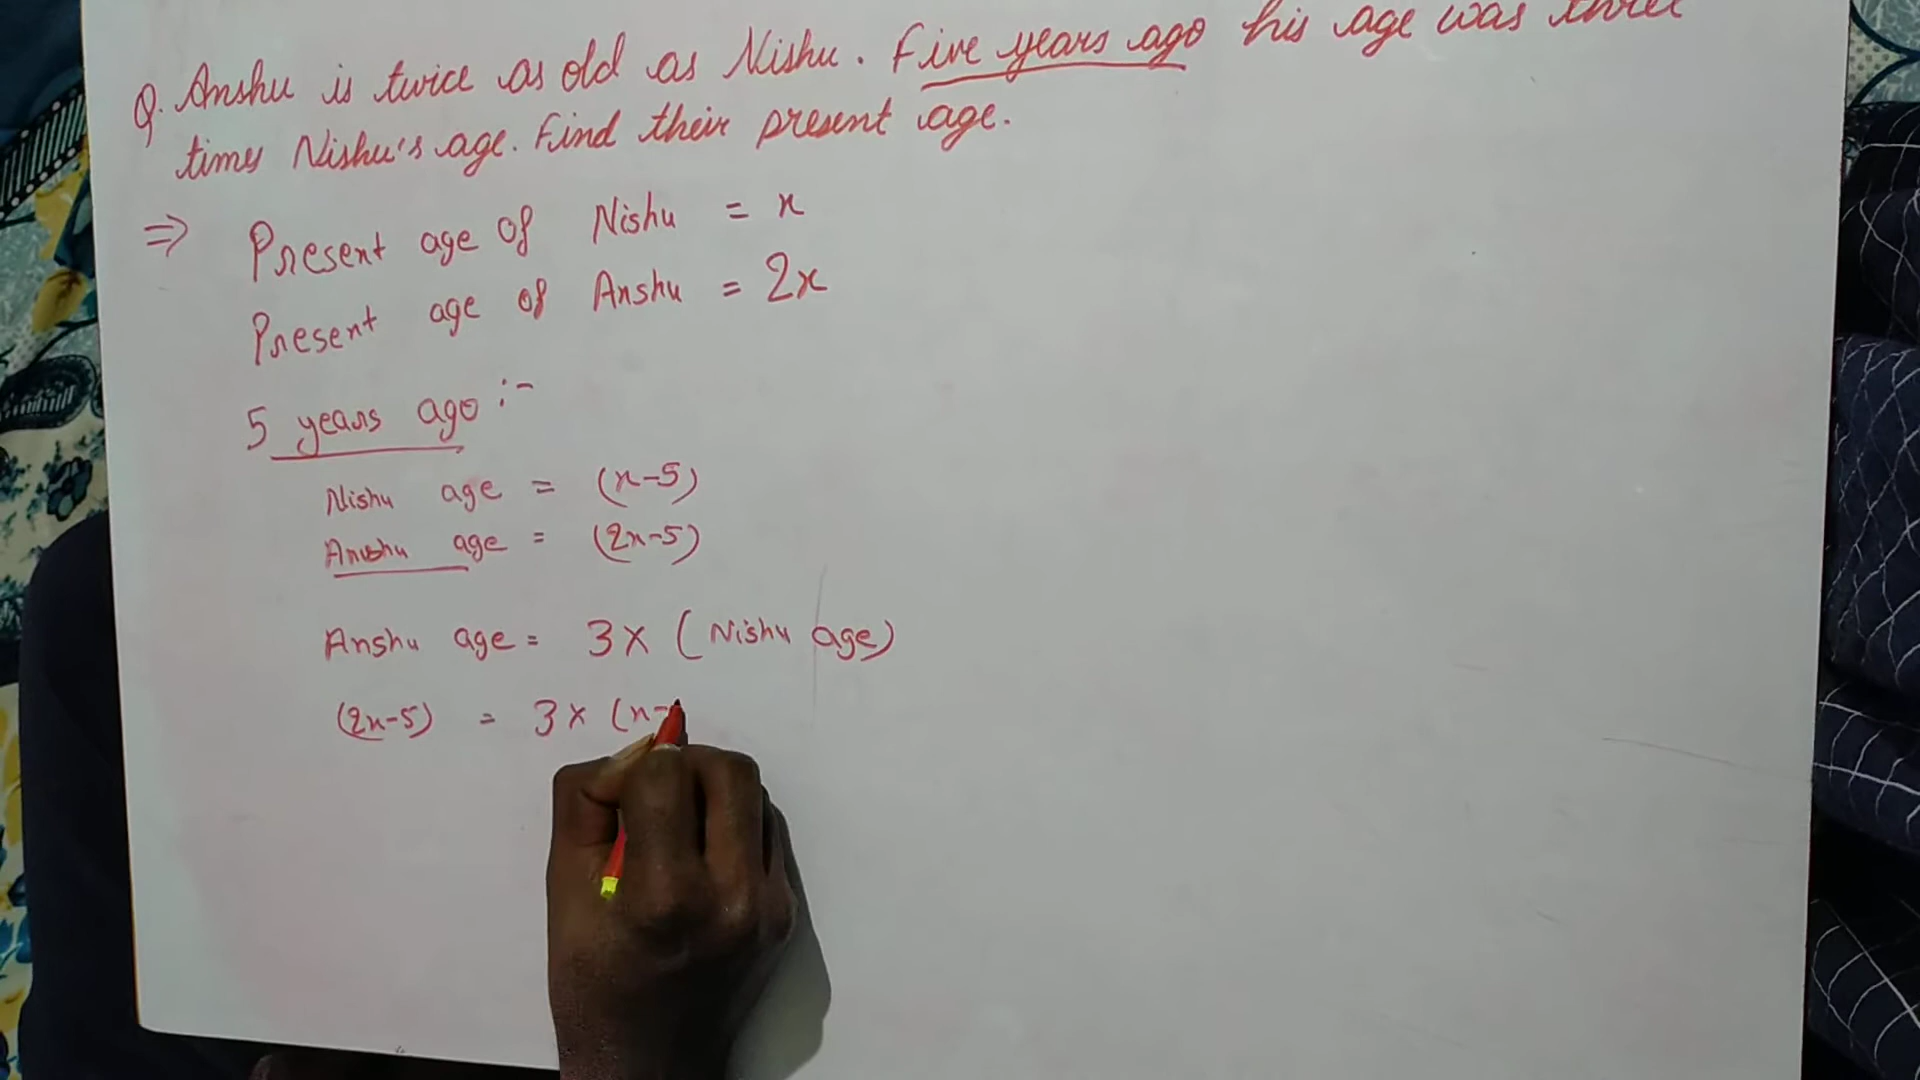 Q. Anshu is twice as old as Nishu. Five years ago his age was three
times Nishu's age. Find their present age.
⇒ Present age of Nishu = x
Present age of Anshu = 2x
5 years ago :-
Nishu age = (x-5)
Anshu age = (2x-5)
Anshu age = 3× (Nishu age)
(2x-5) = 3× (x-